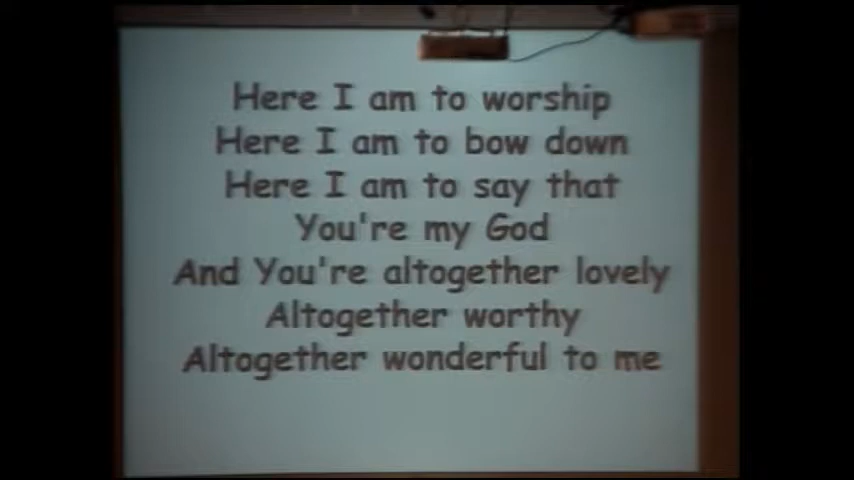 Here I am to worship
Here I am to bow down
Here I am to say that
You're my God
And You're altogether lovely
Altogether worthy
Altogether wonderful to me